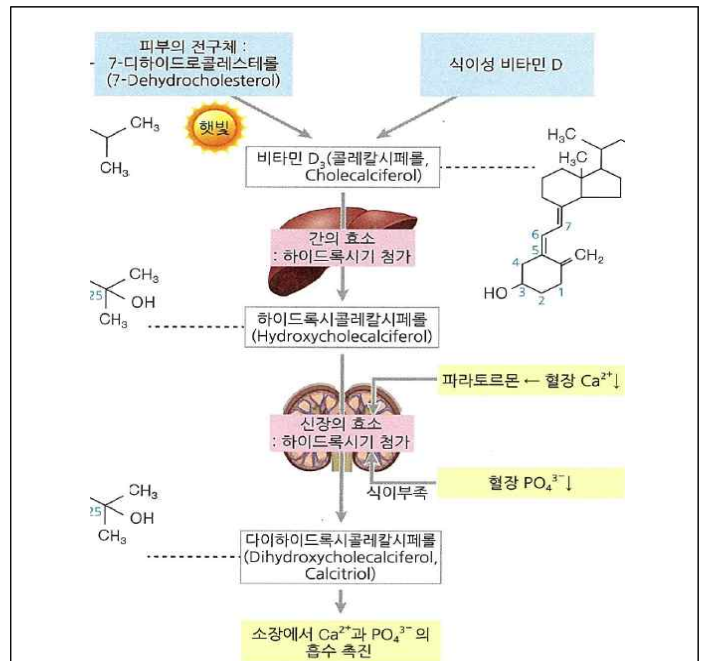 피부의 전구체 :
7-디하이드로콜레스테롤
(7-Dehydrocholesterol)
식이성 비타민 D
햇빛
CH₃
CH₃
비타민 D₃(콜레칼시페롤,
Cholecalciferol)
H₃C
H₃C
7
6
5
4
CH₂
HO
3
2
1
간의 효소
: 하이드록시기 첨가
CH₃
25
OH
CH₃
하이드록시콜레칼시페롤
(Hydroxycholecalciferol)
파라토르몬 ← 혈장 Ca²⁺↓
신장의 효소
: 하이드록시기 첨가
식이부족
혈장 PO₄³⁻↓
CH₃
25
OH
CH₃
다이하이드록시콜레칼시페롤
(Dihydroxycholecalciferol,
Calcitriol)
소장에서 Ca²⁺과 PO₄³⁻의
흡수 촉진